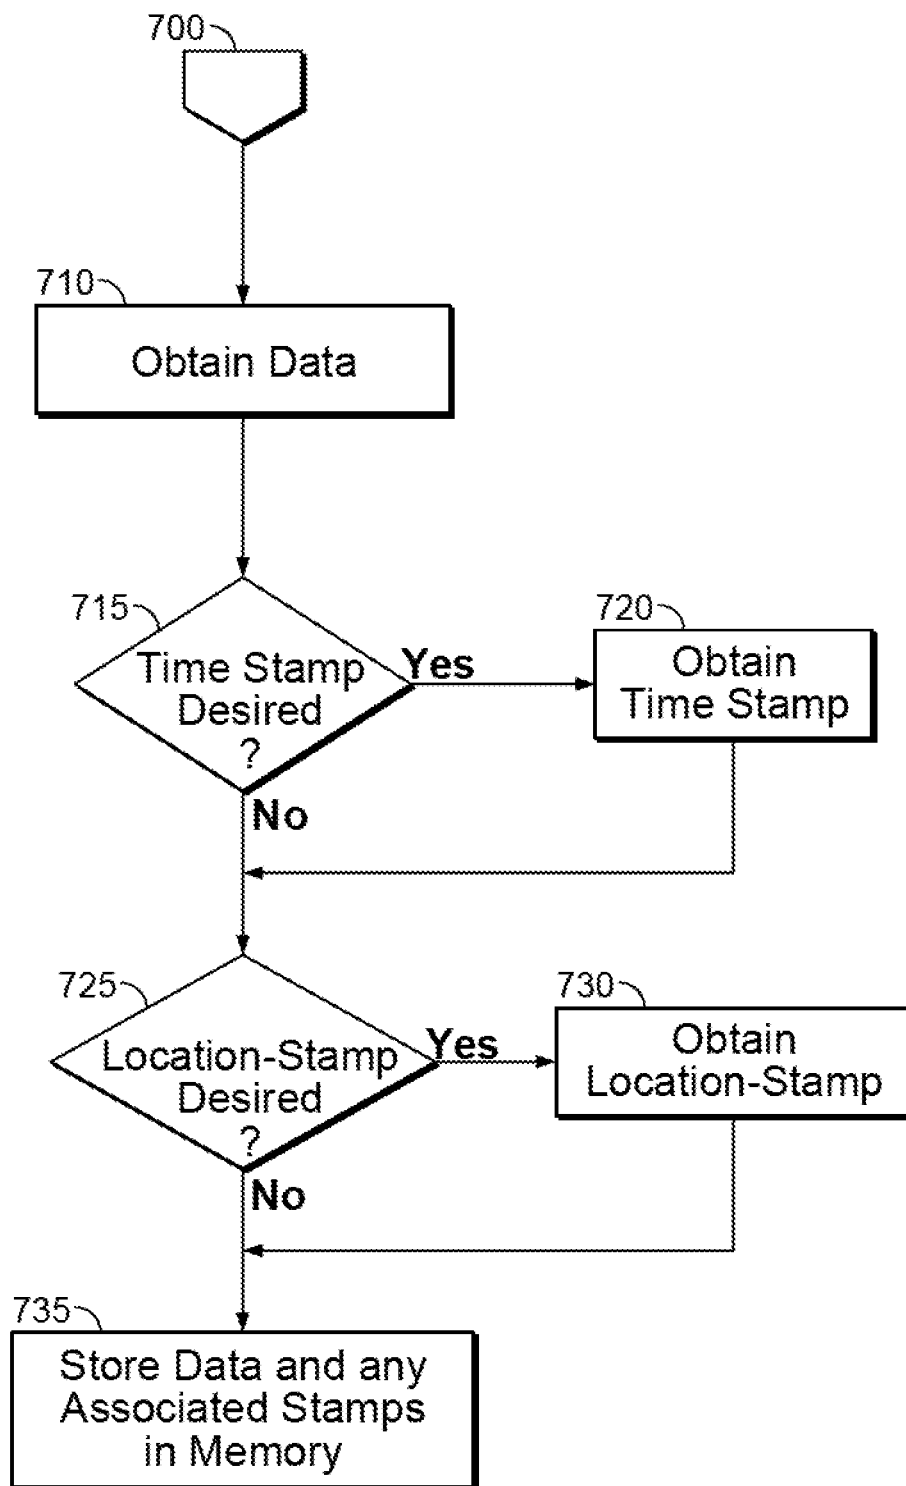 700
710
Obtain Data
715
Time Stamp
Desired
?
Yes
No
720
Obtain
Time Stamp
725
Location-Stamp
Desired
?
Yes
No
730
Obtain
Location-Stamp
735
Store Data and any
Associated Stamps
in Memory